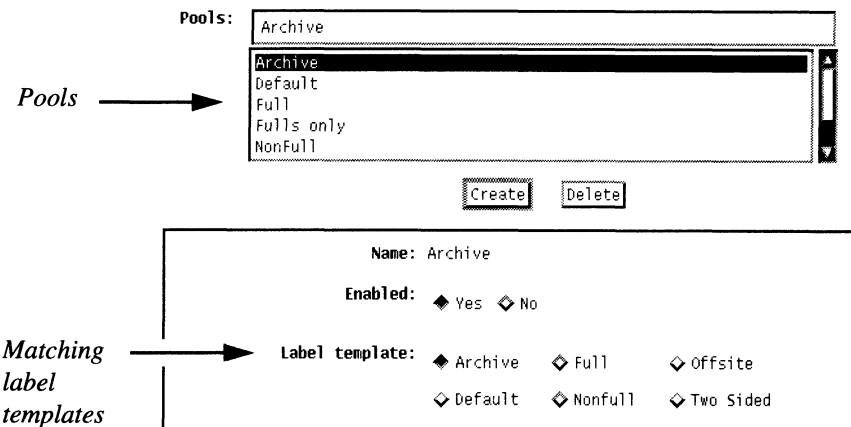 Pools:
Archive
Archive
Default
Full
Fulls only
NonFull
Pools
Create Delete
Name: Archive
Enabled: Yes No
Matching
label
templates
Label template: Archive Full Offsite
Default Nonfull Two Sided